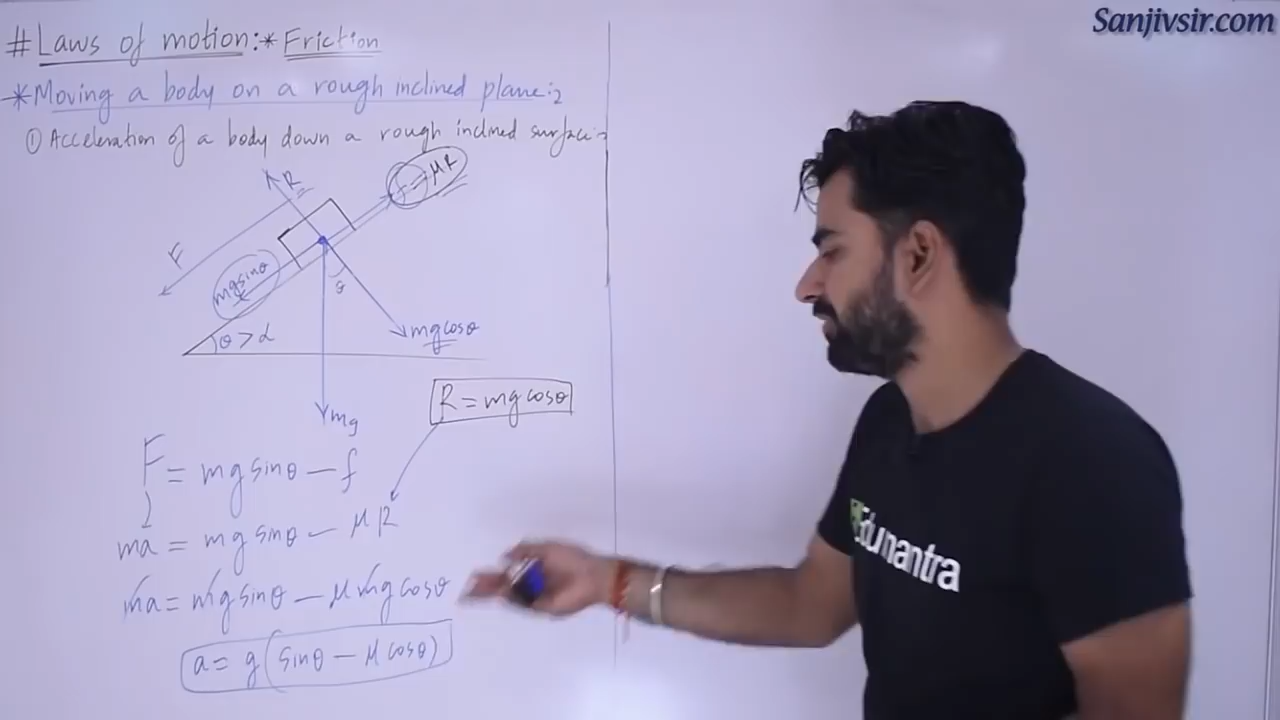 Sanjivsir.com
# Laws of motion:* Friction
* Moving a body on a rough inclined plane:-
① Acceleration of a body down a rough inclined surface:-
R
f = μR
F
mg sinθ
θ
θ > α
mg cosθ
mg
R = mg cosθ
F = mg sinθ – f
ma = mg sinθ – μR
ma = mg sinθ – μ mg cosθ
a = g (sinθ – μ cosθ)
Edumantra